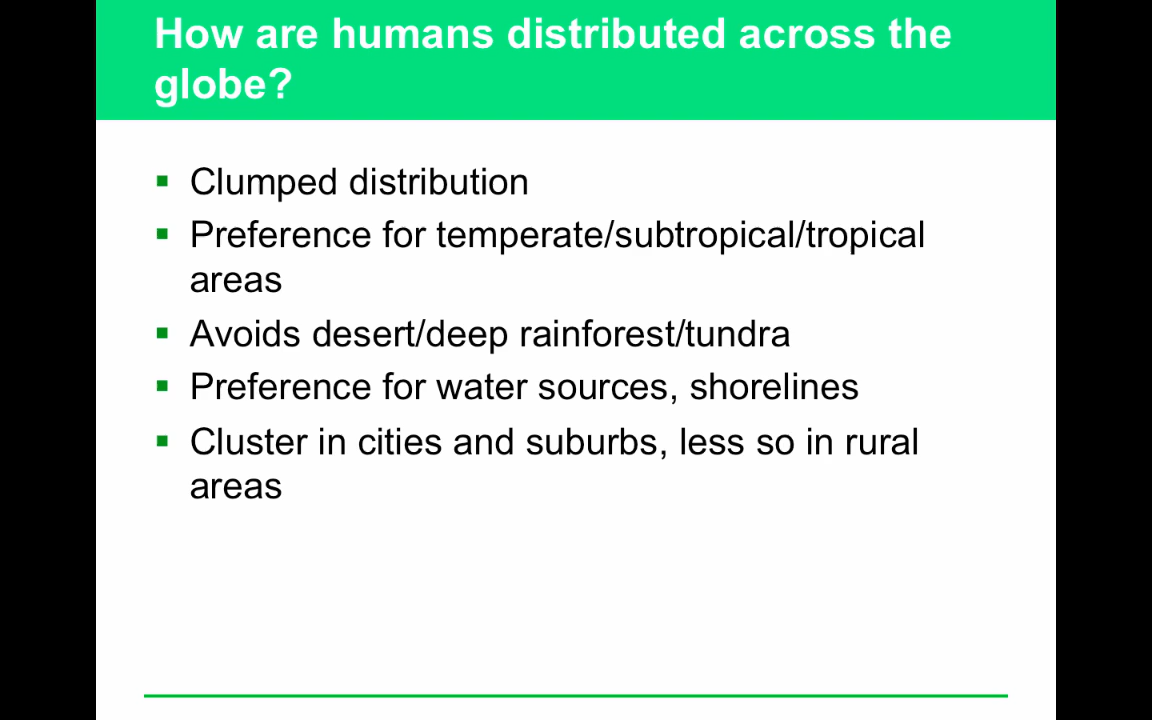 How are humans distributed across the
globe?
▪ Clumped distribution
▪ Preference for temperate/subtropical/tropical
areas
▪ Avoids desert/deep rainforest/tundra
▪ Preference for water sources, shorelines
▪ Cluster in cities and suburbs, less so in rural
areas